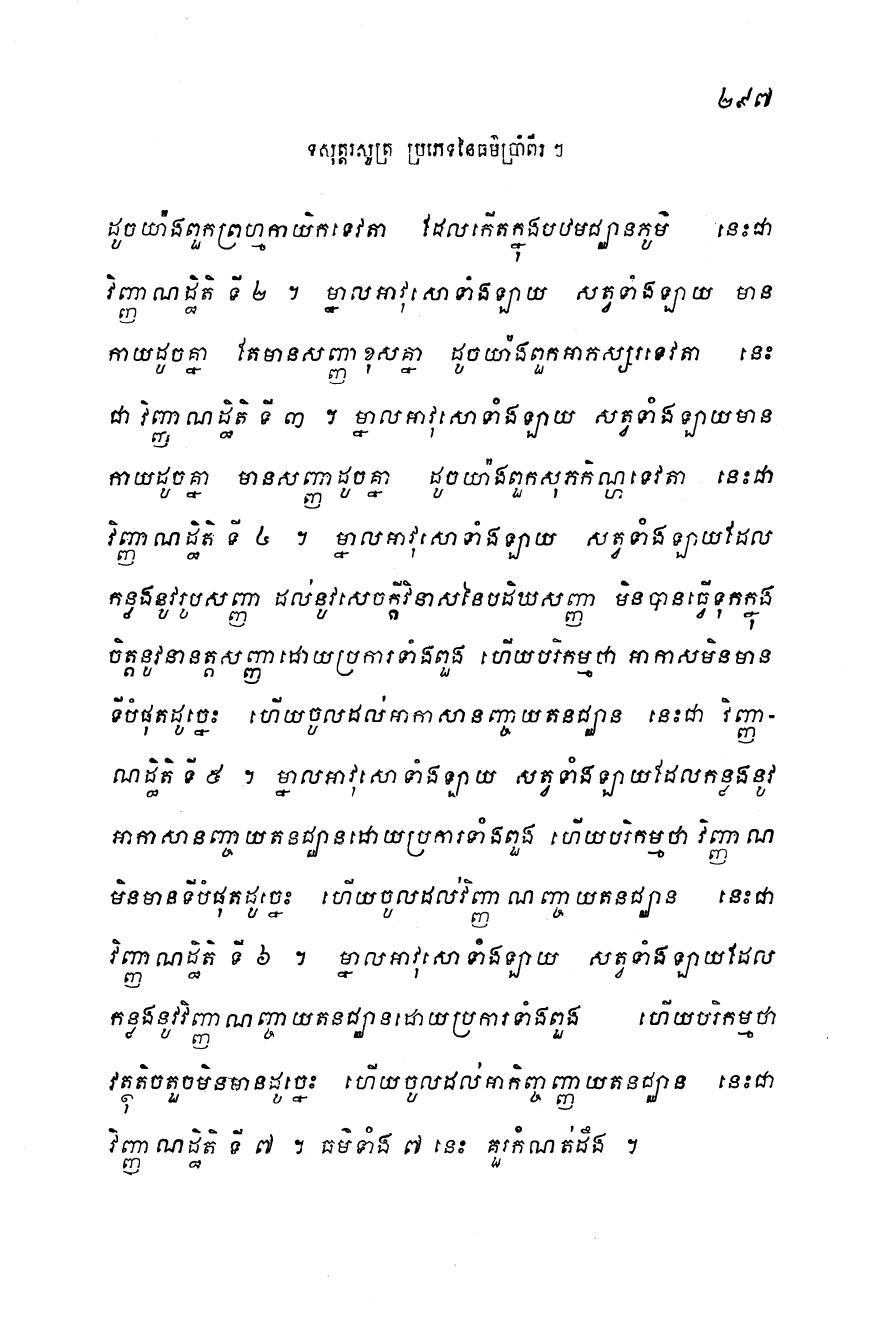 ២៩៧
ទសុត្តរសូត្រ ប្រភេទនៃធម៌ប្រាំពីរ ៗ
ដូចយ៉ាងពួកព្រហ្មកាយិកទេវតា ដែលកើតក្នុងបឋមជ្ឈានភូមិ នេះជា
វិញ្ញាណដ្ឋិតិ ទី ២ ។ ម្នាលអាវុសោទាំងឡាយ សត្វទាំងឡាយ មាន
កាយដូចគ្នា តែមានសញ្ញាខុសគ្នា ដូចយ៉ាងពួកអាភស្សរទេវតា នេះ
ជា វិញ្ញាណដ្ឋិតិ ទី ៣ ។ ម្នាលអាវុសោទាំងឡាយ សត្វទាំងឡាយមាន
កាយដូចគ្នា មានសញ្ញាដូចគ្នា ដូចយ៉ាងពួកសុភកិណ្ហទេវតា នេះជា
វិញ្ញាណដ្ឋិតិ ទី ៤ ។ ម្នាលអាវុសោទាំងឡាយ សត្វទាំងឡាយដែល
កន្លងនូវរូបសញ្ញា ដល់នូវសេចក្តីវិនាសនៃបដិឃសញ្ញា មិនបានធ្វើទុកក្នុង
ចិត្តនូវនានត្តសញ្ញាដោយប្រការទាំងពួង ហើយបរិកម្មថា អាកាសមិនមាន
ទីបំផុតដូច្នេះ ហើយចូលដល់អាកាសានញ្ចាយតនជ្ឈាន នេះជា វិញ្ញា-
ណដ្ឋិតិ ទី ៥ ។ ម្នាលអាវុសោទាំងឡាយ សត្វទាំងឡាយដែលកន្លងនូវ
អាកាសានញ្ចាយតនជ្ឈានដោយប្រការទាំងពួង ហើយបរិកម្មថា វិញ្ញាណ
មិនមានទីបំផុតដូច្នេះ ហើយចូលដល់វិញ្ញាណញ្ចាយតនជ្ឈាន នេះជា
វិញ្ញាណដ្ឋិតិ ទី ៦ ។ ម្នាលអាវុសោទាំងឡាយ សត្វទាំងឡាយដែល
កន្លងនូវវិញ្ញាណញ្ចាយតនជ្ឈានដោយប្រការទាំងពួង ហើយបរិកម្មថា
វត្ថុតិចតួចមិនមានដូច្នេះ ហើយចូលដល់អាកិញ្ចញ្ញាយតនជ្ឈាន នេះជា
វិញ្ញាណដ្ឋិតិ ទី ៧ ។ ធម៌ទាំង ៧ នេះ គួរកំណត់ដឹង ។